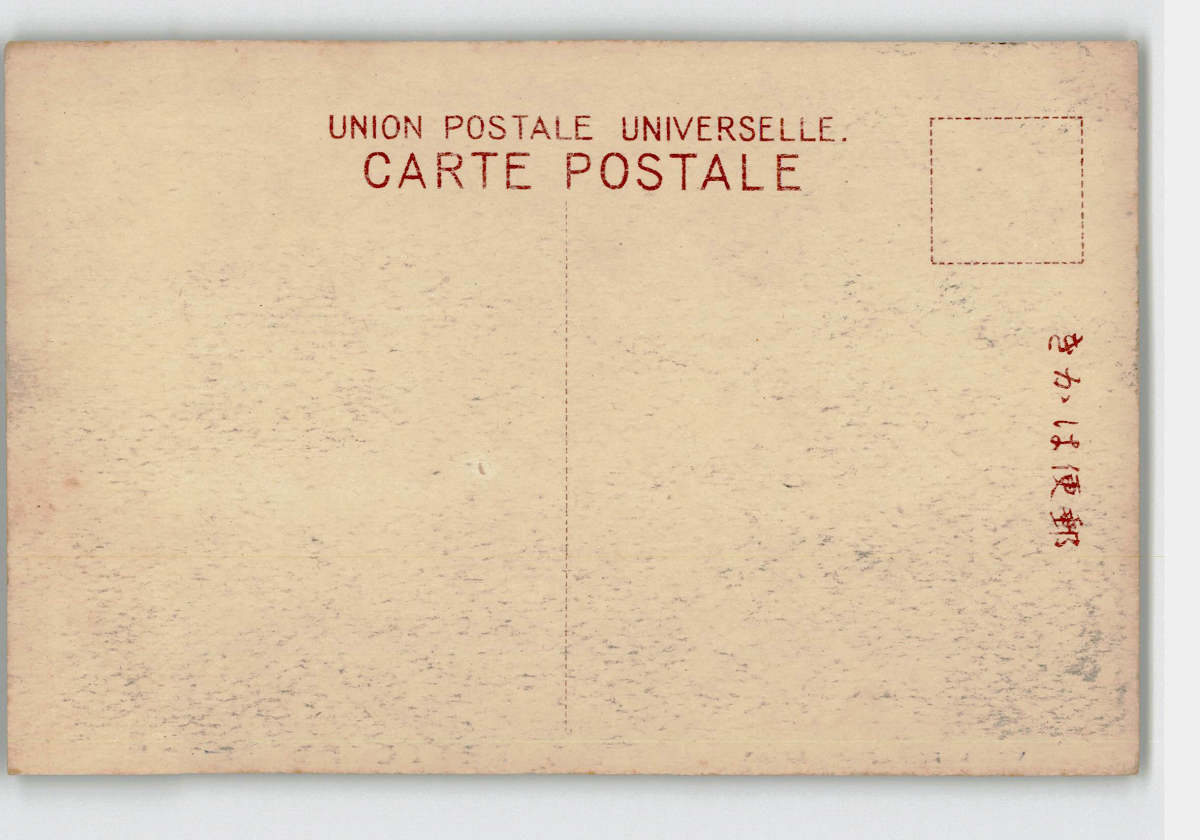 UNION POSTALE UNIVERSELLE.
CARTE POSTALE
郵便はかき